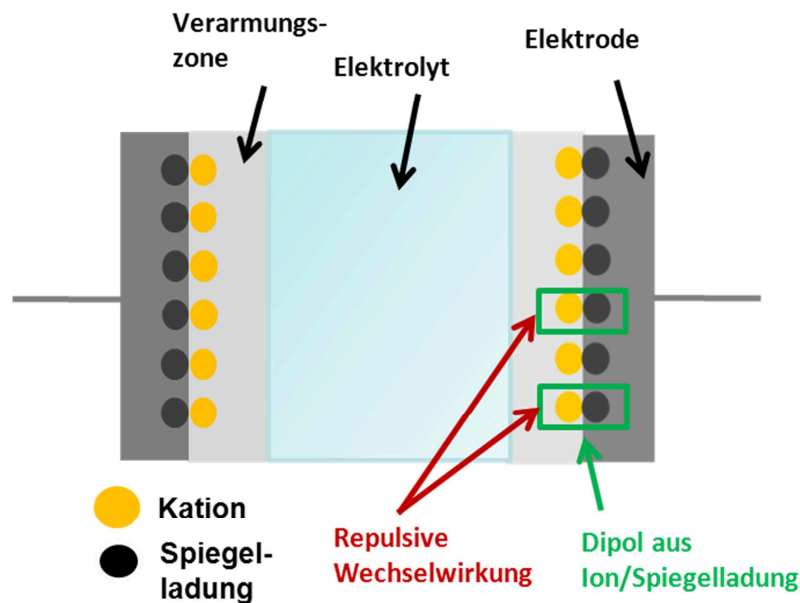 Verarmungs-
zone
Elektrolyt
Elektrode
Kation
Spiegel-
ladung
Repulsive
Wechselwirkung
Dipol aus
Ion/Spiegelladung